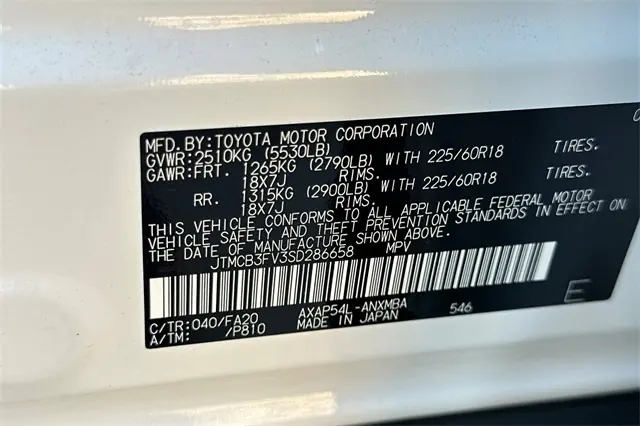 MFD. BY: TOYOTA MOTOR CORPORATION
GVWR: 2510KG (5530LB)
GAWR: FRT. 1265KG (2790LB) WITH 225/60R18 TIRES.
18X7J RIMS.
RR. 1315KG (2900LB) WITH 225/60R18 TIRES.
18X7J RIMS.
THIS VEHICLE CONFORMS TO ALL APPLICABLE FEDERAL MOTOR
VEHICLE SAFETY AND THEFT PREVENTION STANDARDS IN EFFECT ON
THE DATE OF MANUFACTURE SHOWN ABOVE.
JTMCB3FV3SD286658 MPV
C/TR: 040/FA20 AXAP54L-ANXMBA 546
A/TM: /P810 MADE IN JAPAN
E